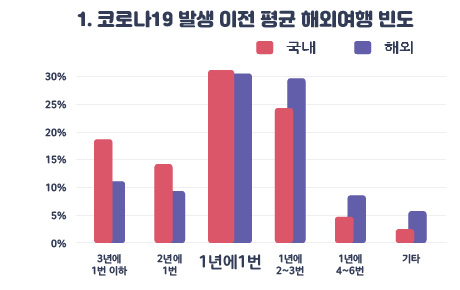 1. 코로나19 발생 이전 평균 해외여행 빈도
국내 해외
30%
25%
20%
15%
10%
5%
0%
3년에 2년에 1년에1번 1년에 1년에 기타
1번 이하 1번 2~3번 4~6번